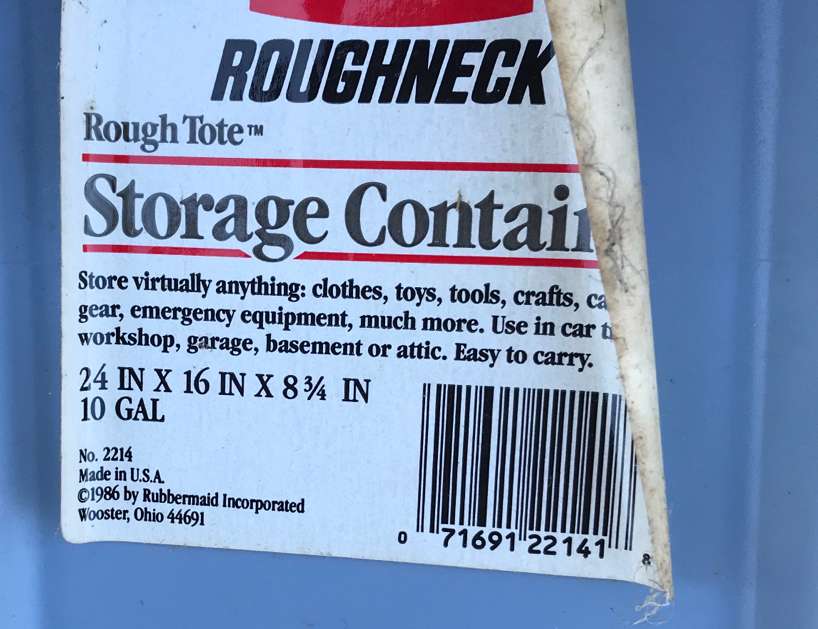 ROUGHNECK
Rough Tote™
Storage Contai
Store virtually anything: clothes, toys, tools, crafts, ca
gear, emergency equipment, much more. Use in car t
workshop, garage, basement or attic. Easy to carry.
24 IN X 16 IN X 8¾ IN
10 GAL
No. 2214
Made in U.S.A.
©1986 by Rubbermaid Incorporated
Wooster, Ohio 44691
0 71691 22141 8